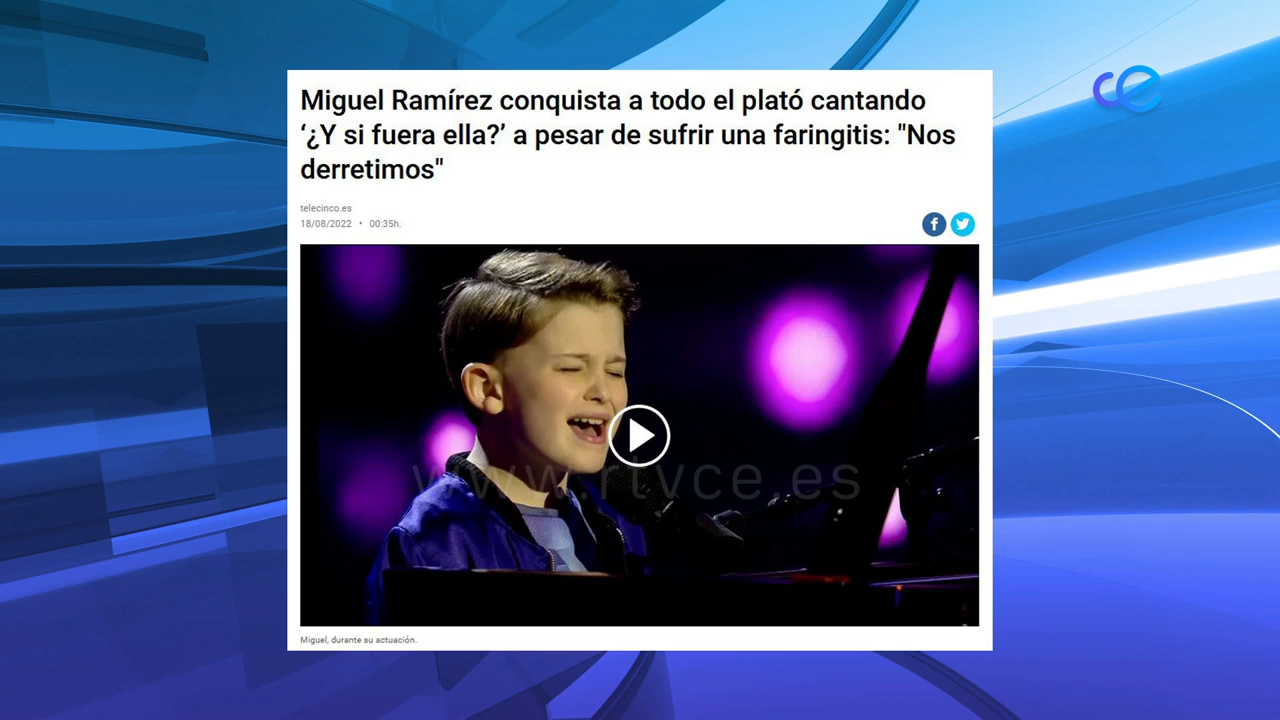 ce
Miguel Ramírez conquista a todo el plató cantando
‘¿Y si fuera ella?’ a pesar de sufrir una faringitis: "Nos
derretimos"
telecinco.es
18/08/2022 • 00:35h.
www.rtvce.es
Miguel, durante su actuación.